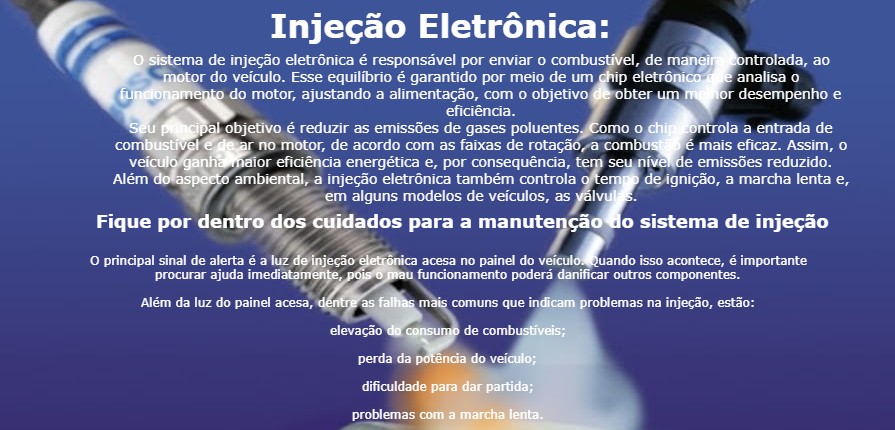 Injeção Eletrônica:
O sistema de injeção eletrônica é responsável por enviar o combustível, de maneira controlada, ao
motor do veículo. Esse equilíbrio é garantido por meio de um chip eletrônico que analisa o
funcionamento do motor, ajustando a alimentação, com o objetivo de obter um melhor desempenho e
eficiência.
Seu principal objetivo é reduzir as emissões de gases poluentes. Como o chip controla a entrada de
combustível e de ar no motor, de acordo com as faixas de rotação, a combustão é mais eficaz. Assim, o
veículo ganha maior eficiência energética e, por consequência, tem seu nível de emissões reduzido.
Além do aspecto ambiental, a injeção eletrônica também controla o tempo de ignição, a marcha lenta e,
em alguns modelos de veículos, as válvulas.
Fique por dentro dos cuidados para a manutenção do sistema de injeção
O principal sinal de alerta é a luz de injeção eletrônica acesa no painel do veículo. Quando isso acontece, é importante
procurar ajuda imediatamente, pois o mau funcionamento poderá danificar outros componentes.
Além da luz do painel acesa, dentre as falhas mais comuns que indicam problemas na injeção, estão:
elevação do consumo de combustíveis;
perda da potência do veículo;
dificuldade para dar partida;
problemas com a marcha lenta.